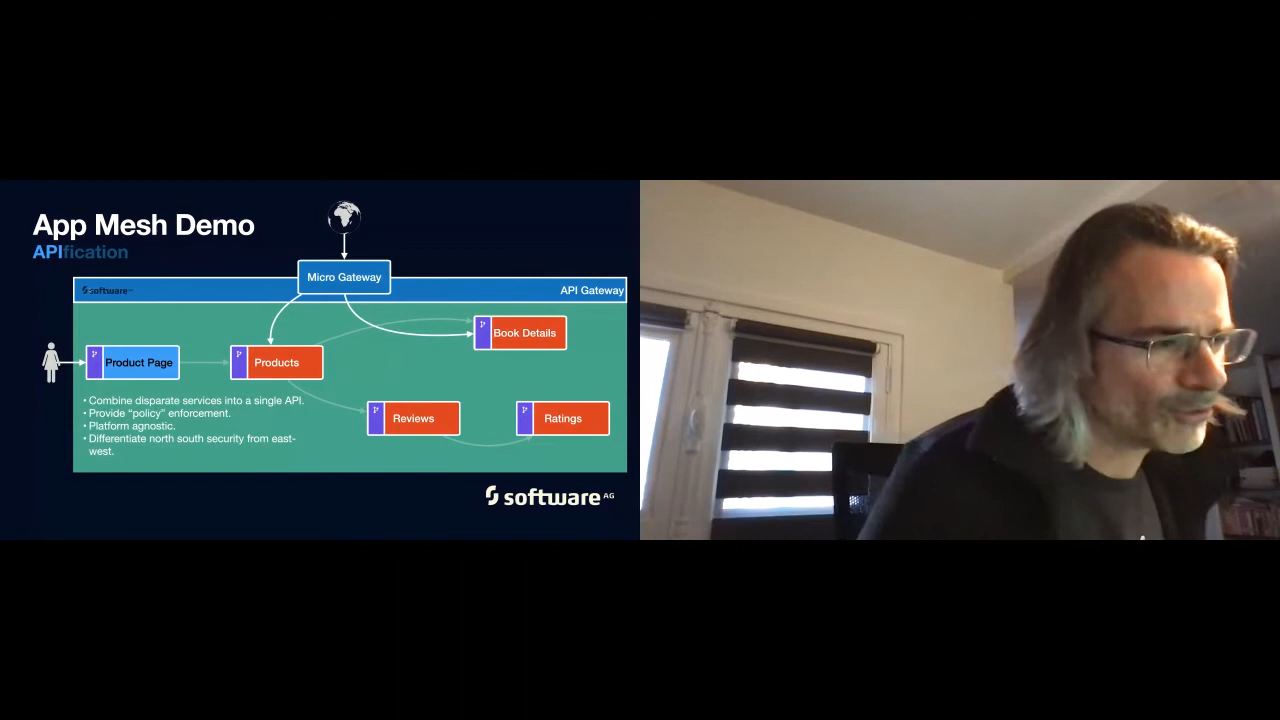 App Mesh Demo
APIfication
Micro Gateway
software
API Gateway
Book Details
Product Page
Products
• Combine disparate services into a single API.
• Provide “policy” enforcement.
• Platform agnostic.
• Differentiate north south security from east-
west.
Reviews
Ratings
software AG